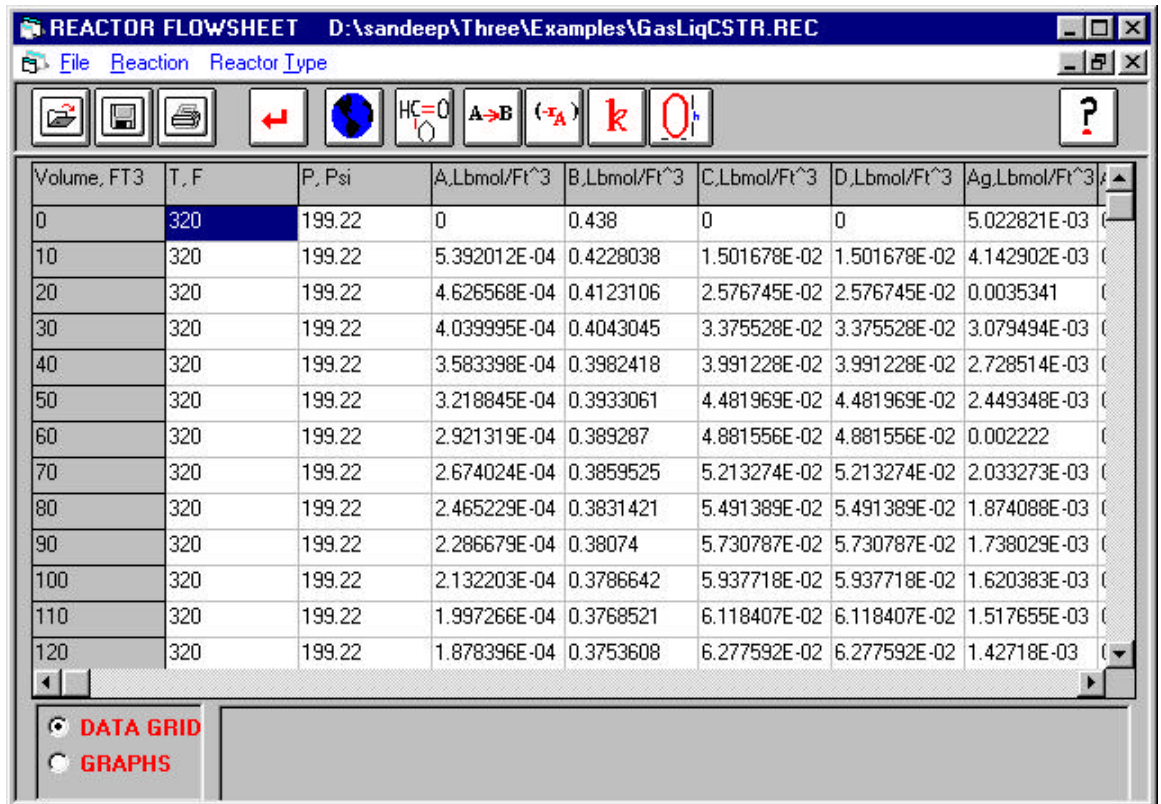 REACTOR FLOWSHEET D:\sandeep\Three\Examples\GasLiqCSTR.REC
File Reaction Reactor Type
HC=O A→B (-rA) k h ?
Volume, FT3 T, F P, Psi A,Lbmol/Ft^3 B,Lbmol/Ft^3 C,Lbmol/Ft^3 D,Lbmol/Ft^3 Ag,Lbmol/Ft^3
0 320 199.22 0 0.438 0 0 5.022821E-03
10 320 199.22 5.392012E-04 0.4228038 1.501678E-02 1.501678E-02 4.142902E-03
20 320 199.22 4.626568E-04 0.4123106 2.576745E-02 2.576745E-02 0.0035341
30 320 199.22 4.039995E-04 0.4043045 3.375528E-02 3.375528E-02 3.079494E-03
40 320 199.22 3.583398E-04 0.3982418 3.991228E-02 3.991228E-02 2.728514E-03
50 320 199.22 3.218845E-04 0.3933061 4.481969E-02 4.481969E-02 2.449348E-03
60 320 199.22 2.921319E-04 0.389287 4.881556E-02 4.881556E-02 0.002222
70 320 199.22 2.674024E-04 0.3859525 5.213274E-02 5.213274E-02 2.033273E-03
80 320 199.22 2.465229E-04 0.3831421 5.491389E-02 5.491389E-02 1.874088E-03
90 320 199.22 2.286679E-04 0.38074 5.730787E-02 5.730787E-02 1.738029E-03
100 320 199.22 2.132203E-04 0.3786642 5.937718E-02 5.937718E-02 1.620383E-03
110 320 199.22 1.997266E-04 0.3768521 6.118407E-02 6.118407E-02 1.517655E-03
120 320 199.22 1.878396E-04 0.3753608 6.277592E-02 6.277592E-02 1.42718E-03
DATA GRID
GRAPHS